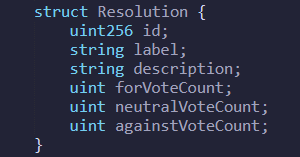 struct Resolution {
    uint256 id;
    string label;
    string description;
    uint forVoteCount;
    uint neutralVoteCount;
    uint againstVoteCount;
}